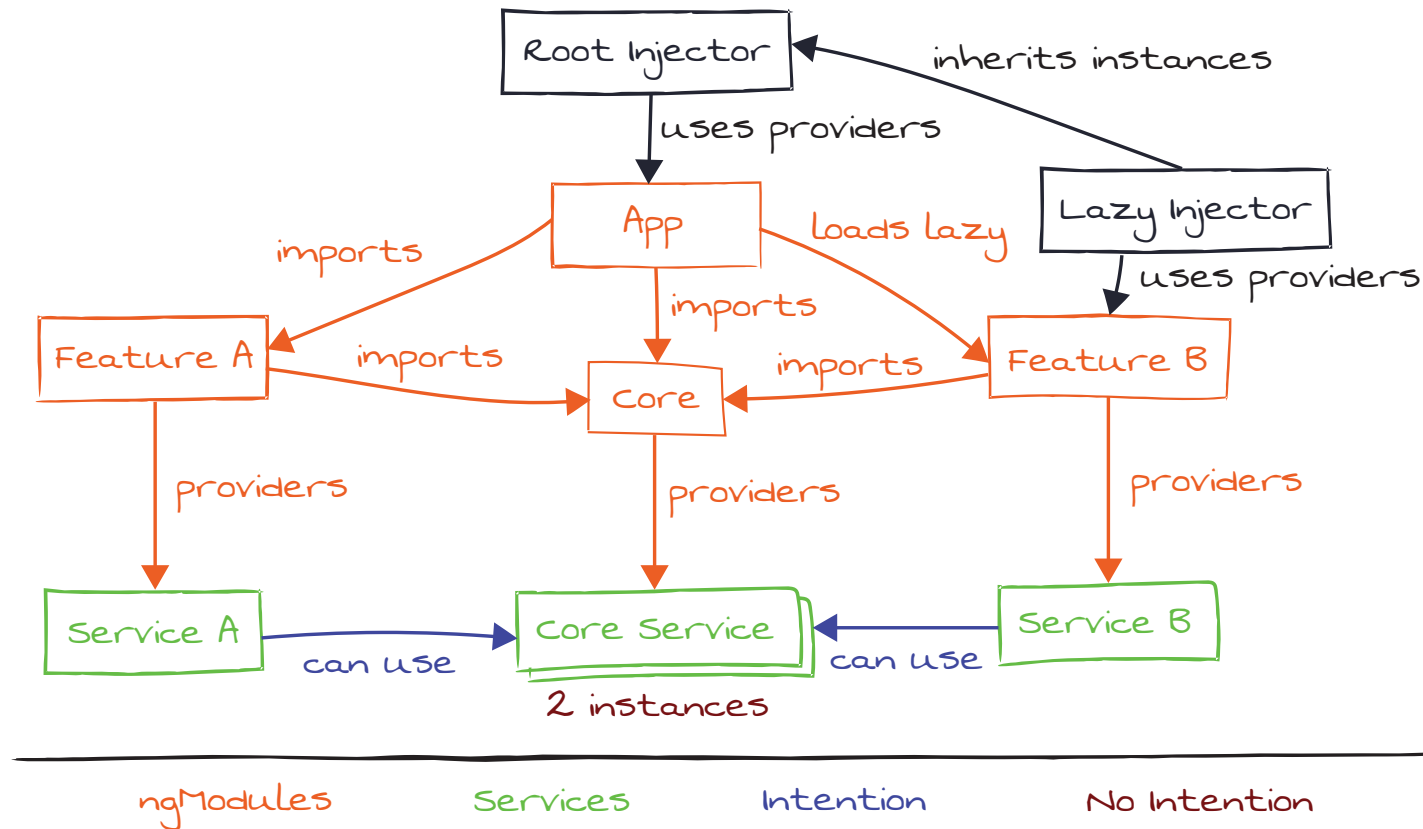 Root Injector
inherits instances
uses providers
Lazy Injector
App
Loads lazy
imports
uses providers
imports
Feature A
imports
imports
Feature B
Core
providers
providers
providers
Service A
Core Service
Service B
can use
can use
2 instances
ngModules
Services
Intention
No Intention